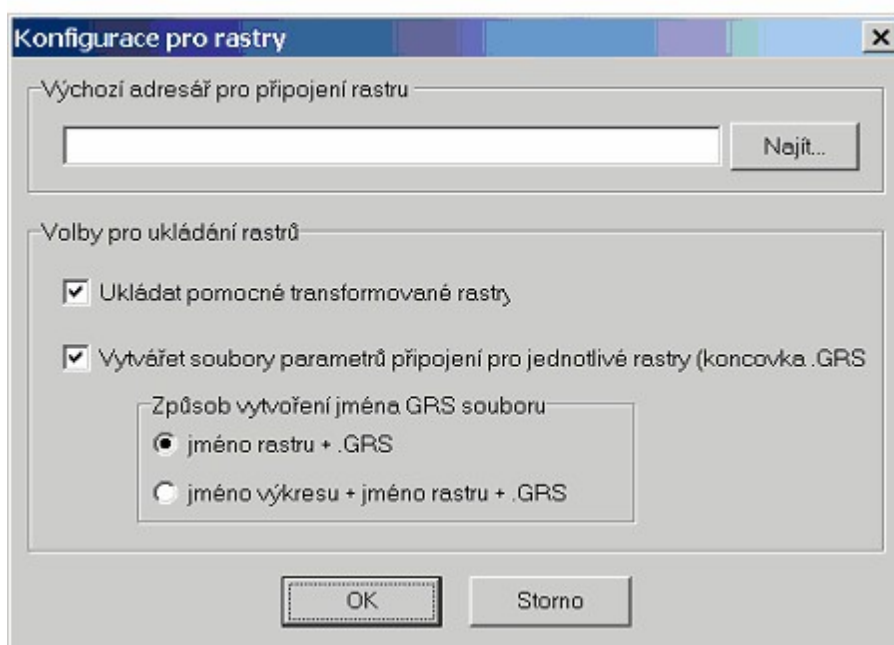 Konfigurace pro rastry
Výchozí adresář pro připojení rastru
Najít...
Volby pro ukládání rastrů
Ukládat pomocné transformované rastry
Vytvářet soubory parametrů připojení pro jednotlivé rastry (koncovka .GRS
Způsob vytvoření jména GRS souboru
jméno rastru + .GRS
jméno výkresu + jméno rastru + .GRS
OK
Storno